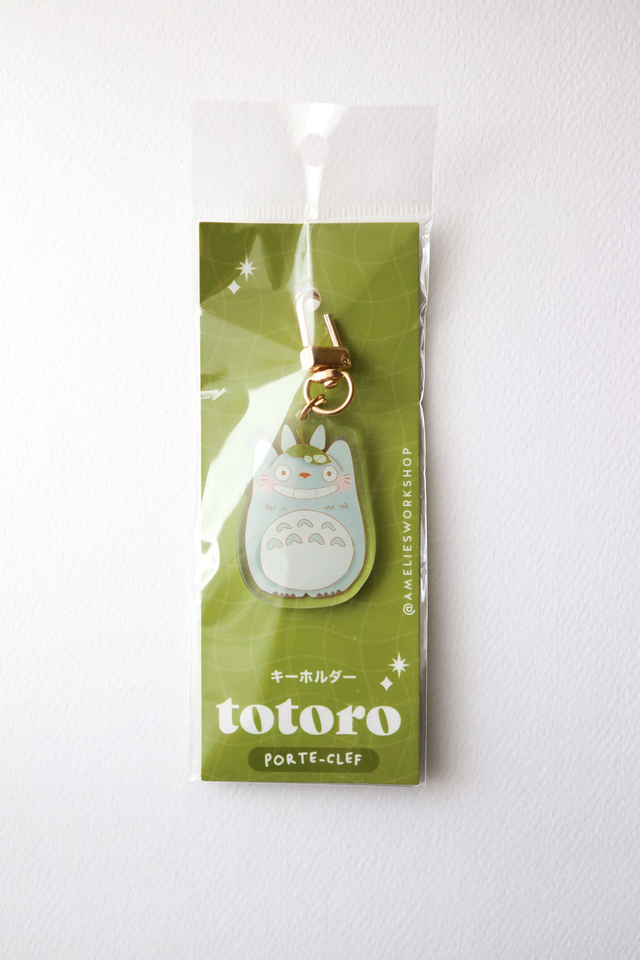 @AMELIESWORKSHOP
キーホルダー
totoro
PORTE-CLEF